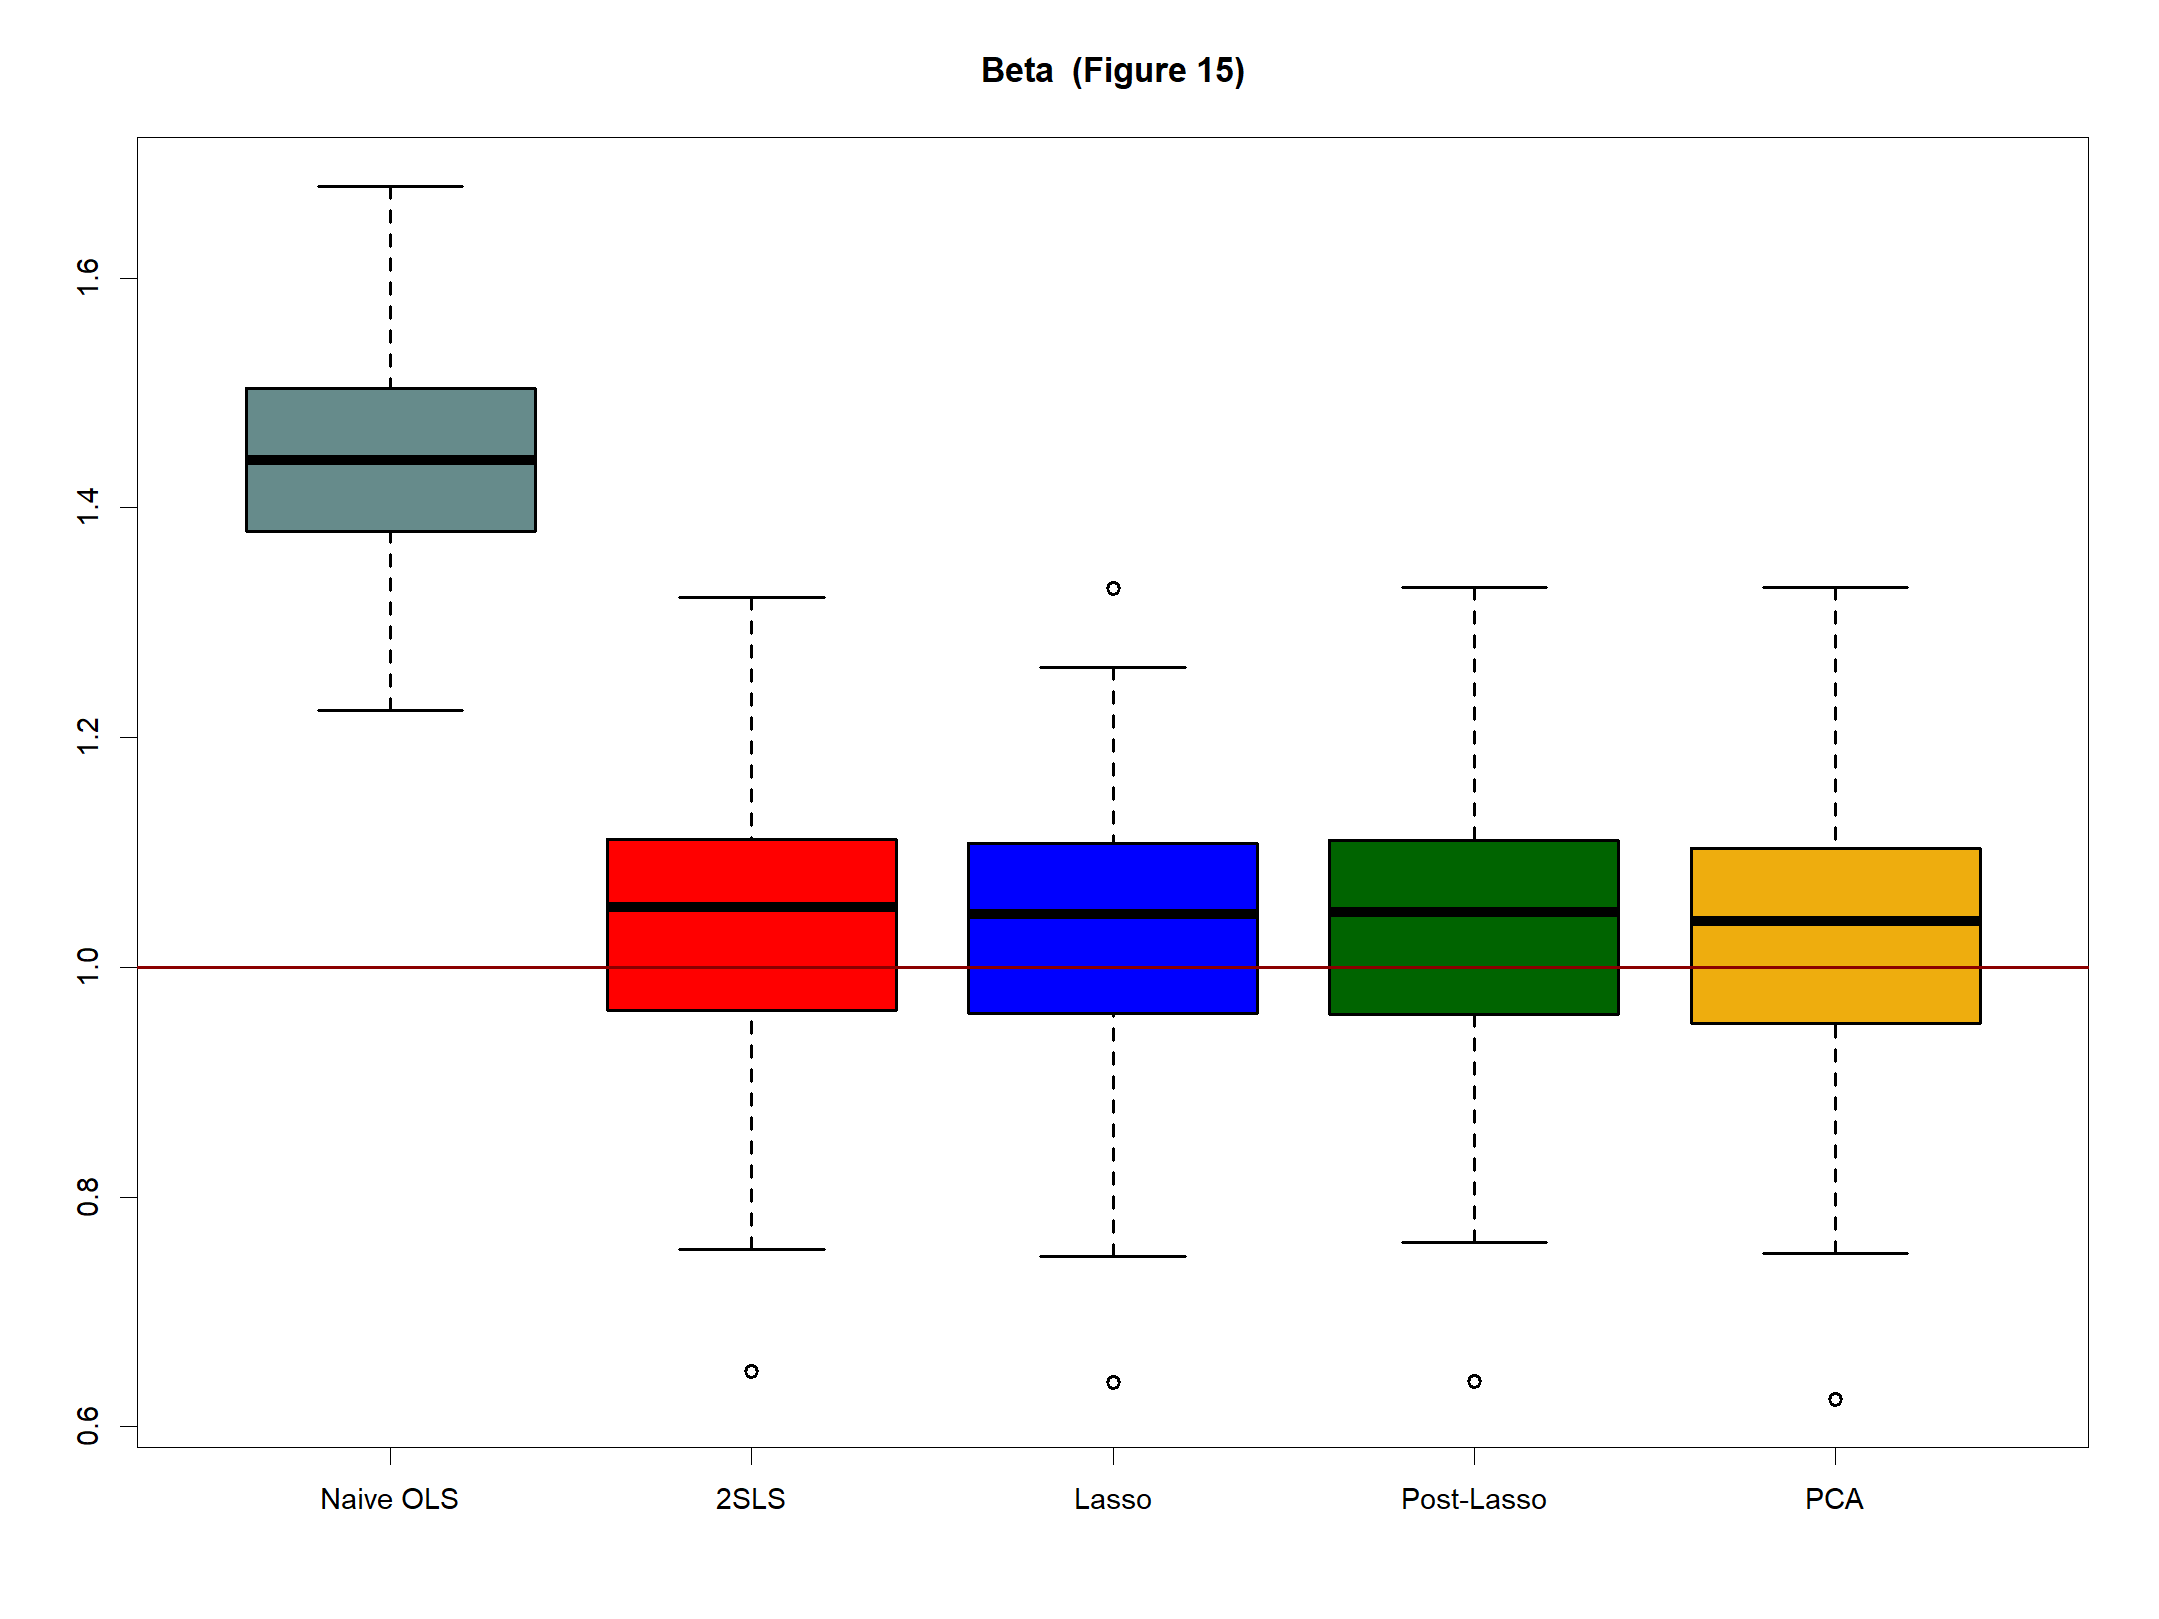 Beta  (Figure 15)
1.6
1.4
1.2
1.0
0.8
0.6
Naive OLS
2SLS
Lasso
Post-Lasso
PCA